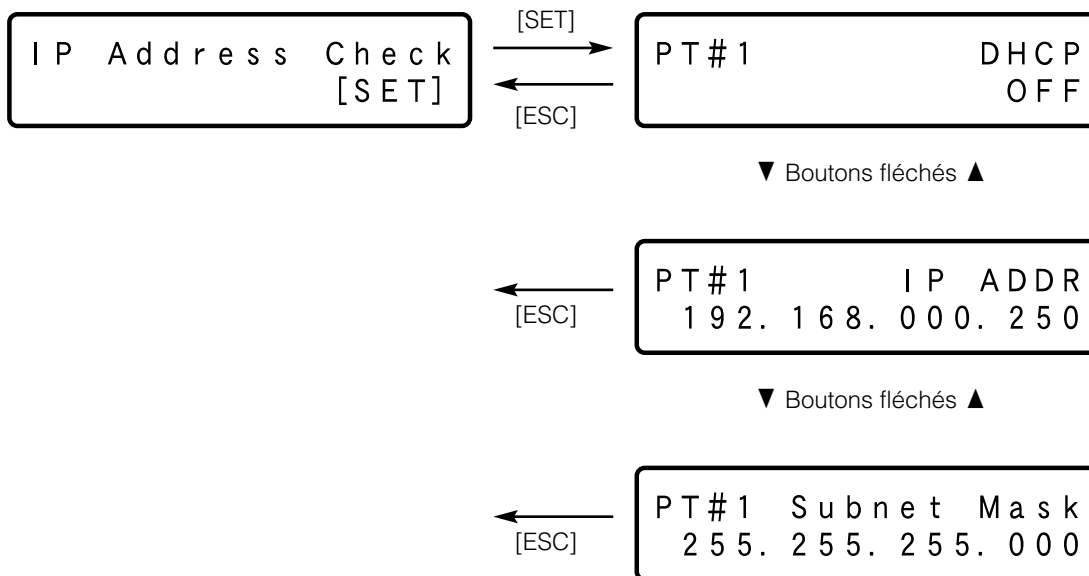 [SET]
IP Address Check
[SET]
[ESC]
PT#1 DHCP
OFF
▼ Boutons fléchés ▲
[ESC]
PT#1 IP ADDR
192.168.000.250
▼ Boutons fléchés ▲
[ESC]
PT#1 Subnet Mask
255.255.255.000